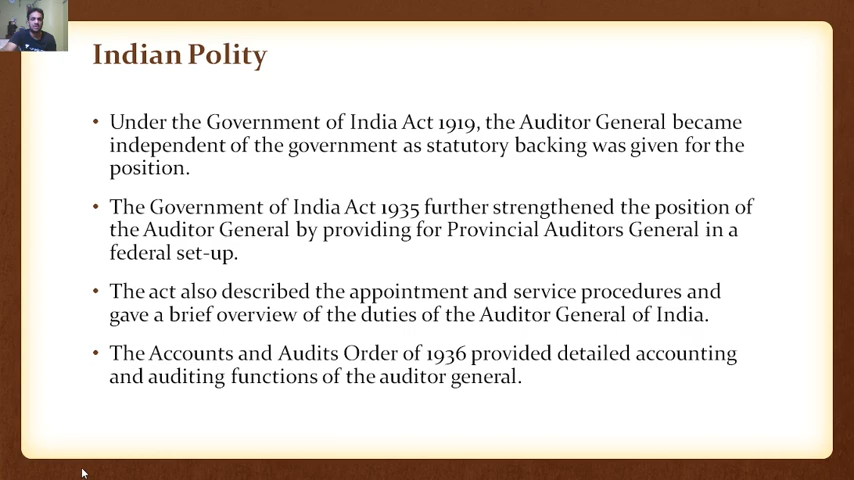 Indian Polity
• Under the Government of India Act 1919, the Auditor General became
independent of the government as statutory backing was given for the
position.
• The Government of India Act 1935 further strengthened the position of
the Auditor General by providing for Provincial Auditors General in a
federal set-up.
• The act also described the appointment and service procedures and
gave a brief overview of the duties of the Auditor General of India.
• The Accounts and Audits Order of 1936 provided detailed accounting
and auditing functions of the auditor general.